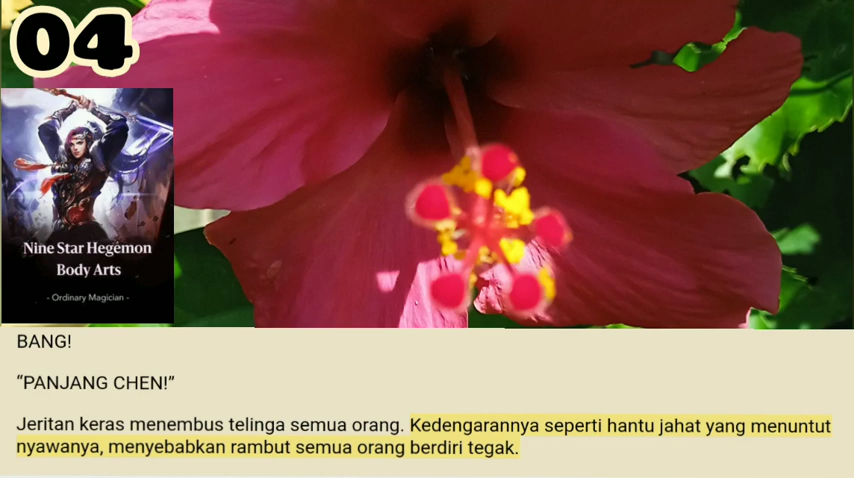 04
Nine Star Hegemon
Body Arts
- Ordinary Magician -
BANG!
“PANJANG CHEN!”
Jeritan keras menembus telinga semua orang. Kedengarannya seperti hantu jahat yang menuntut
nyawanya, menyebabkan rambut semua orang berdiri tegak.